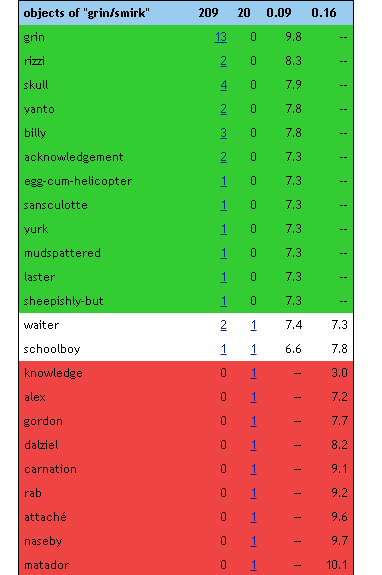 objects of "grin/smirk" 209 20 0.09 0.16
grin 13 0 9.8 --
rizzi 2 0 8.3 --
skull 4 0 7.9 --
yanto 2 0 7.8 --
billy 3 0 7.8 --
acknowledgement 2 0 7.3 --
egg-cum-helicopter 1 0 7.3 --
sansculotte 1 0 7.3 --
yurk 1 0 7.3 --
mudspattered 1 0 7.3 --
laster 1 0 7.3 --
sheepishly-but 1 0 7.3 --
waiter 2 1 7.4 7.3
schoolboy 1 1 6.6 7.8
knowledge 0 1 -- 3.0
alex 0 1 -- 7.2
gordon 0 1 -- 7.7
dalziel 0 1 -- 8.2
carnation 0 1 -- 9.1
rab 0 1 -- 9.2
attaché 0 1 -- 9.6
naseby 0 1 -- 9.7
matador 0 1 -- 10.1